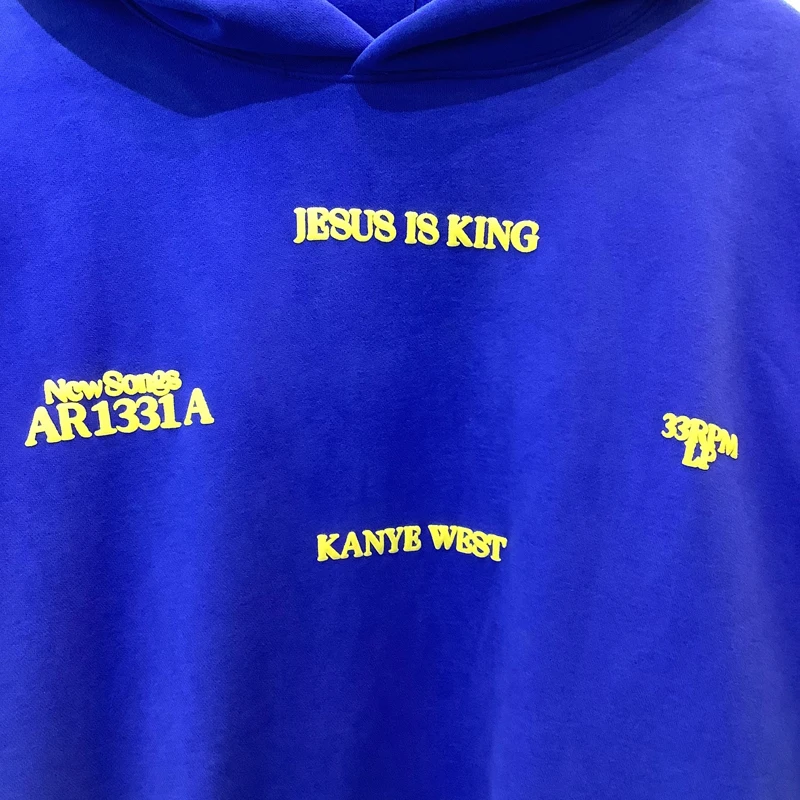 JESUS IS KING
New Songs
AR1331A
33RPM
LP
KANYE WEST